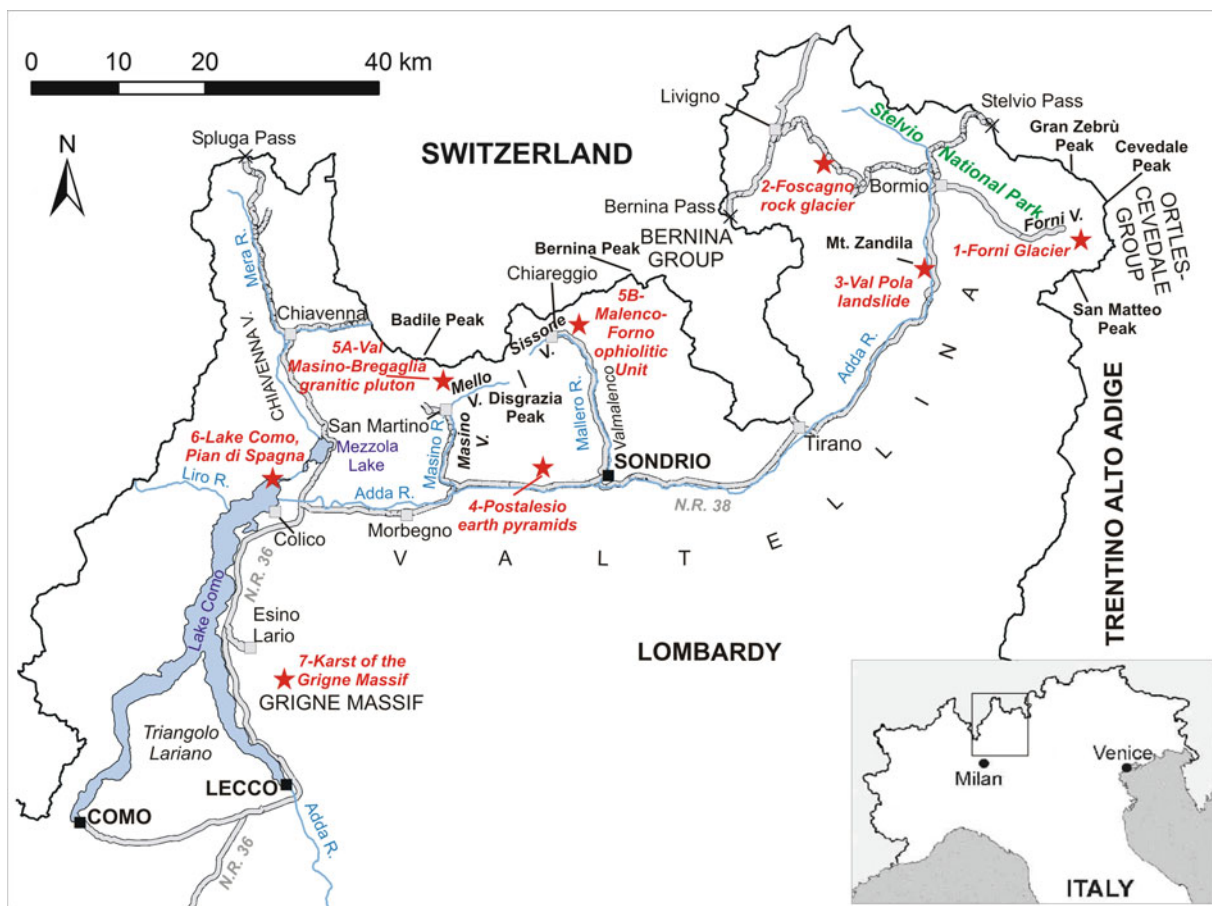 0 10 20 40 km
N
Spluga Pass
SWITZERLAND
Livigno
Stelvio
National Park
Stelvio Pass
Gran Zebrù
Peak
Cevedale
Peak
2-Foscagno
rock glacier
Bormio
Forni V.
ORTLES-
CEVEDALE
GROUP
Bernina Pass
BERNINA
GROUP
Mt. Zandila
1-Forni Glacier
Mera R.
Bernina Peak
Chiareggio
3-Val Pola
landslide
San Matteo
Peak
Chiavenna
CHIAVENNA V.
Badile Peak
5B-
Malenco-
Forno
ophiolitic
Unit
Sissone
V.
5A-Val
Masino-Bregaglia
granitic pluton
Mello
V.
Disgrazia
Peak
Mallero R.
Valmalenco
Adda R.
San Martino
Masino R.
Masino
V.
Mezzola
Lake
6-Lake Como,
Pian di Spagna
Liro R.
Adda R.
SONDRIO
Tirano
Colico
Morbegno
4-Postalesio
earth pyramids
N.R. 38
VALTELLINA
TRENTINO ALTO ADIGE
N.R. 36
Lake Como
Esino
Lario
7-Karst of the
Grigne Massif
GRIGNE MASSIF
LOMBARDY
Triangolo
Lariano
LECCO
COMO
Adda R.
N.R. 36
Milan
Venice
ITALY